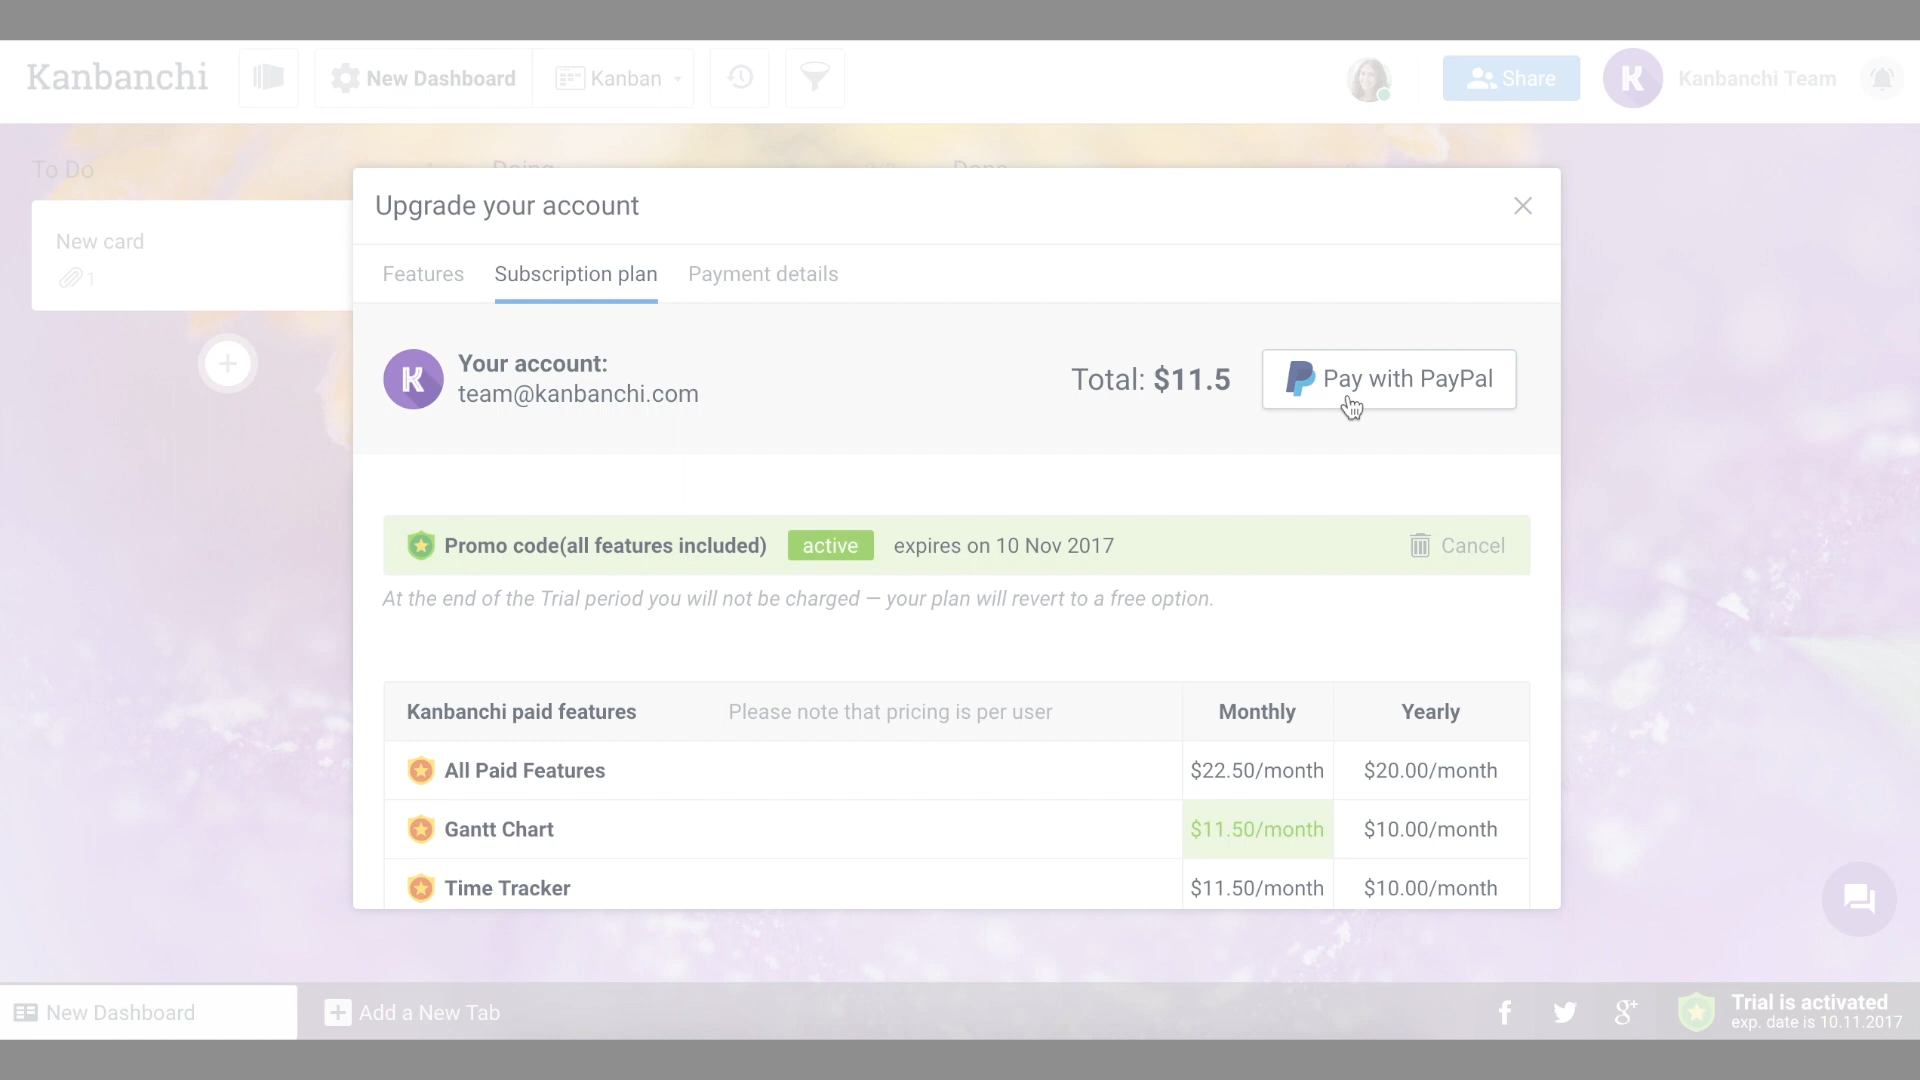 Kanbanchi
New Dashboard
Kanban
Share
K
Kanbanchi Team
To Do
Doing
Done
New card
1
Upgrade your account
Features
Subscription plan
Payment details
K
Your account:
team@kanbanchi.com
Total: $11.5
Pay with PayPal
Promo code(all features included) active expires on 10 Nov 2017
Cancel
At the end of the Trial period you will not be charged — your plan will revert to a free option.
Kanbanchi paid features Please note that pricing is per user Monthly Yearly
All Paid Features $22.50/month $20.00/month
Gantt Chart $11.50/month $10.00/month
Time Tracker $11.50/month $10.00/month
New Dashboard
Add a New Tab
Trial is activated
exp. date is 10.11.2017